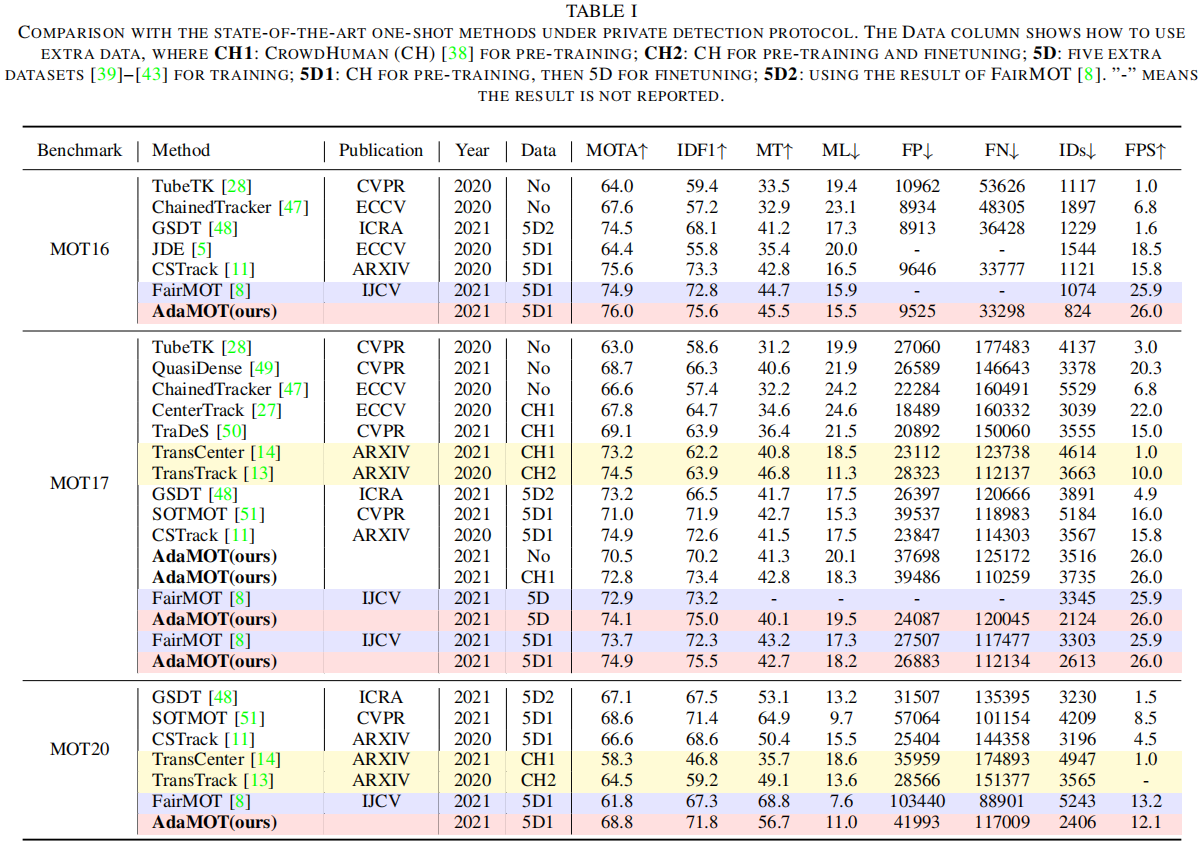 TABLE I
COMPARISON WITH THE STATE-OF-THE-ART ONE-SHOT METHODS UNDER PRIVATE DETECTION PROTOCOL. THE DATA COLUMN SHOWS HOW TO USE
EXTRA DATA, WHERE CH1: CROWDHUMAN (CH) [38] FOR PRE-TRAINING; CH2: CH FOR PRE-TRAINING AND FINETUNING; 5D: FIVE EXTRA
DATASETS [39]–[43] FOR TRAINING; 5D1: CH FOR PRE-TRAINING, THEN 5D FOR FINETUNING; 5D2: USING THE RESULT OF FAIRMOT [8]. "-" MEANS
THE RESULT IS NOT REPORTED.
Benchmark Method Publication Year Data MOTA↑ IDF1↑ MT↑ ML↓ FP↓ FN↓ IDs↓ FPS↑
MOT16
TubeTK [28] CVPR 2020 No 64.0 59.4 33.5 19.4 10962 53626 1117 1.0
ChainedTracker [47] ECCV 2020 No 67.6 57.2 32.9 23.1 8934 48305 1897 6.8
GSDT [48] ICRA 2021 5D2 74.5 68.1 41.2 17.3 8913 36428 1229 1.6
JDE [5] ECCV 2020 5D1 64.4 55.8 35.4 20.0 - - 1544 18.5
CSTrack [11] ARXIV 2020 5D1 75.6 73.3 42.8 16.5 9646 33777 1121 15.8
FairMOT [8] IJCV 2021 5D1 74.9 72.8 44.7 15.9 - - 1074 25.9
AdaMOT(ours) 2021 5D1 76.0 75.6 45.5 15.5 9525 33298 824 26.0
MOT17
TubeTK [28] CVPR 2020 No 63.0 58.6 31.2 19.9 27060 177483 4137 3.0
QuasiDense [49] CVPR 2021 No 68.7 66.3 40.6 21.9 26589 146643 3378 20.3
ChainedTracker [47] ECCV 2020 No 66.6 57.4 32.2 24.2 22284 160491 5529 6.8
CenterTrack [27] ECCV 2020 CH1 67.8 64.7 34.6 24.6 18489 160332 3039 22.0
TraDeS [50] CVPR 2021 CH1 69.1 63.9 36.4 21.5 20892 150060 3555 15.0
TransCenter [14] ARXIV 2021 CH1 73.2 62.2 40.8 18.5 23112 123738 4614 1.0
TransTrack [13] ARXIV 2020 CH2 74.5 63.9 46.8 11.3 28323 112137 3663 10.0
GSDT [48] ICRA 2021 5D2 73.2 66.5 41.7 17.5 26397 120666 3891 4.9
SOTMOT [51] CVPR 2021 5D1 71.0 71.9 42.7 15.3 39537 118983 5184 16.0
CSTrack [11] ARXIV 2020 5D1 74.9 72.6 41.5 17.5 23847 114303 3567 15.8
AdaMOT(ours) 2021 No 70.5 70.2 41.3 20.1 37698 125172 3516 26.0
AdaMOT(ours) 2021 CH1 72.8 73.4 42.8 18.3 39486 110259 3735 26.0
FairMOT [8] IJCV 2021 5D 72.9 73.2 - - - - 3345 25.9
AdaMOT(ours) 2021 5D 74.1 75.0 40.1 19.5 24087 120045 2124 26.0
FairMOT [8] IJCV 2021 5D1 73.7 72.3 43.2 17.3 27507 117477 3303 25.9
AdaMOT(ours) 2021 5D1 74.9 75.5 42.7 18.2 26883 112134 2613 26.0
MOT20
GSDT [48] ICRA 2021 5D2 67.1 67.5 53.1 13.2 31507 135395 3230 1.5
SOTMOT [51] CVPR 2021 5D1 68.6 71.4 64.9 9.7 57064 101154 4209 8.5
CSTrack [11] ARXIV 2020 5D1 66.6 68.6 50.4 15.5 25404 144358 3196 4.5
TransCenter [14] ARXIV 2021 CH1 58.3 46.8 35.7 18.6 35959 174893 4947 1.0
TransTrack [13] ARXIV 2020 CH2 64.5 59.2 49.1 13.6 28566 151377 3565 -
FairMOT [8] IJCV 2021 5D1 61.8 67.3 68.8 7.6 103440 88901 5243 13.2
AdaMOT(ours) 2021 5D1 68.8 71.8 56.7 11.0 41993 117009 2406 12.1